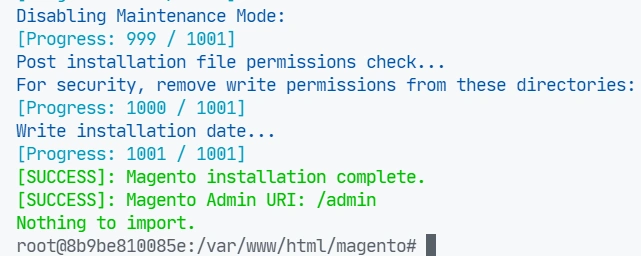 Disabling Maintenance Mode:
[Progress: 999 / 1001]
Post installation file permissions check...
For security, remove write permissions from these directories:
[Progress: 1000 / 1001]
Write installation date...
[Progress: 1001 / 1001]
[SUCCESS]: Magento installation complete.
[SUCCESS]: Magento Admin URI: /admin
Nothing to import.
root@8b9be810085e:/var/www/html/magento#